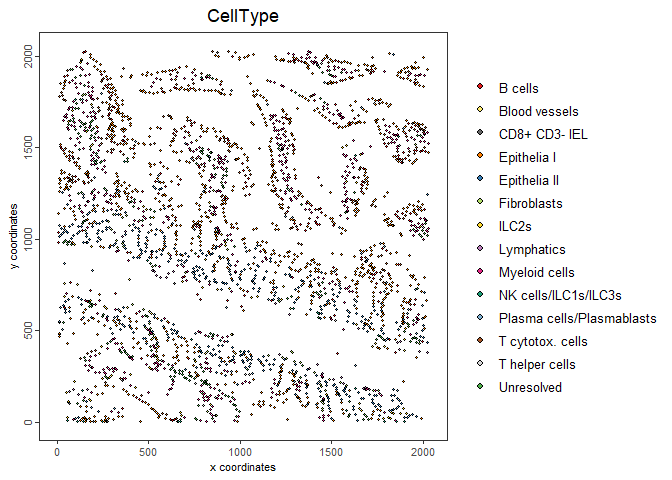 CellType
2000
1500
1000
500
0
y coordinates
0
500
1000
1500
2000
x coordinates
B cells
Blood vessels
CD8+ CD3- IEL
Epithelia I
Epithelia II
Fibroblasts
ILC2s
Lymphatics
Myeloid cells
NK cells/ILC1s/ILC3s
Plasma cells/Plasmablasts
T cytotox. cells
T helper cells
Unresolved